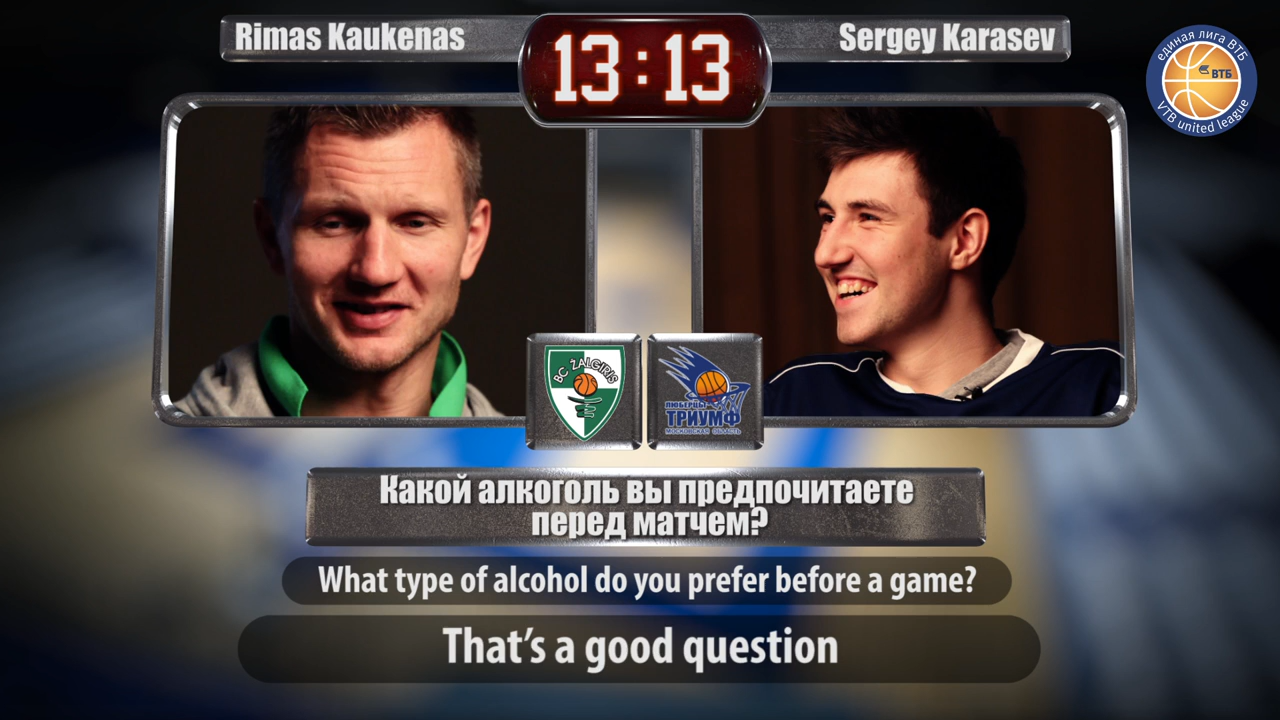 Rimas Kaukenas
13:13
Sergey Karasev
единая лига ВТБ
ВТБ
VTB united league
BC ŽALGIRIS
ЛЮБЕРЦЫ
ТРИУМФ
МОСКОВСКАЯ ОБЛАСТЬ
Какой алкоголь вы предпочитаете
перед матчем?
What type of alcohol do you prefer before a game?
That's a good question